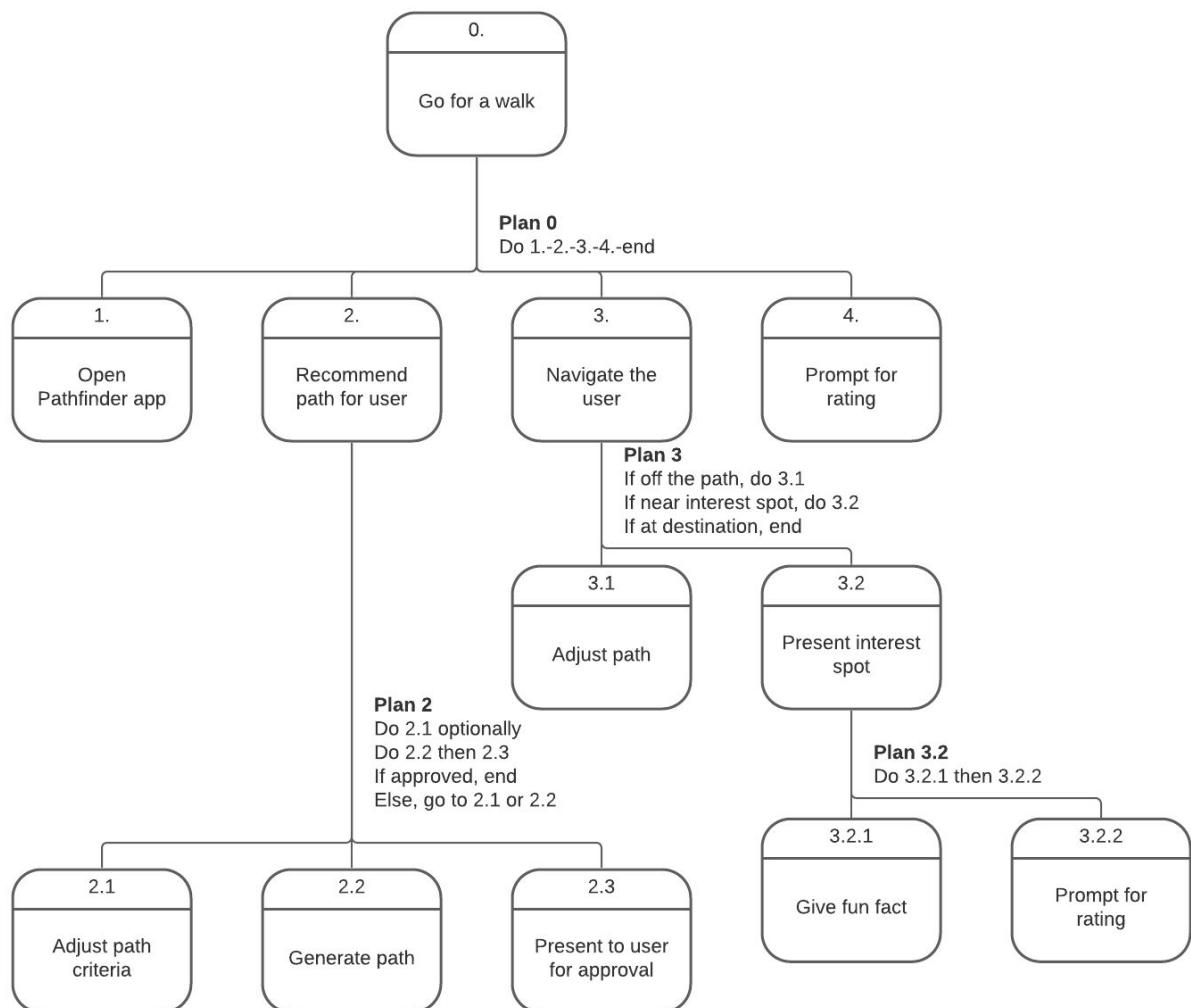 0.
Go for a walk
Plan 0
Do 1.-2.-3.-4.-end
1.
Open
Pathfinder app
2.
Recommend
path for user
3.
Navigate the
user
4.
Prompt for
rating
Plan 3
If off the path, do 3.1
If near interest spot, do 3.2
If at destination, end
3.1
Adjust path
3.2
Present interest
spot
Plan 2
Do 2.1 optionally
Do 2.2 then 2.3
If approved, end
Else, go to 2.1 or 2.2
Plan 3.2
Do 3.2.1 then 3.2.2
2.1
Adjust path
criteria
2.2
Generate path
2.3
Present to user
for approval
3.2.1
Give fun fact
3.2.2
Prompt for
rating